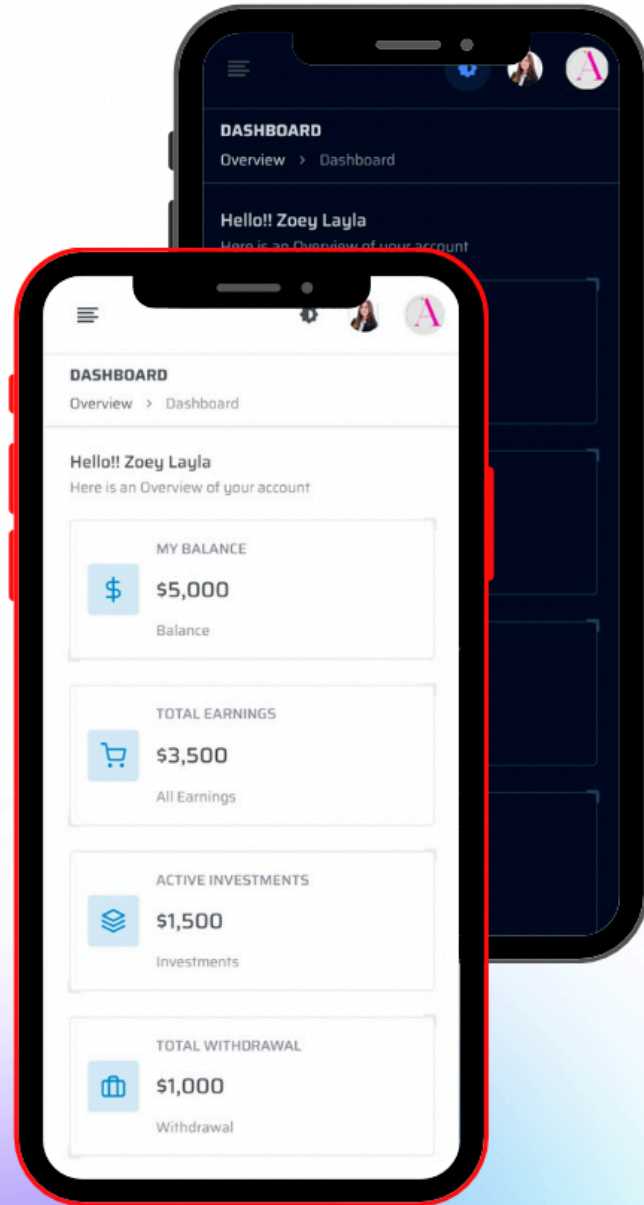 A
DASHBOARD
Overview > Dashboard
Hello!! Zoey Layla
Here is an Overview of your account
A
DASHBOARD
Overview > Dashboard
Hello!! Zoey Layla
Here is an Overview of your account
MY BALANCE
$
$5,000
Balance
TOTAL EARNINGS
$3,500
All Earnings
ACTIVE INVESTMENTS
$1,500
Investments
TOTAL WITHDRAWAL
$1,000
Withdrawal